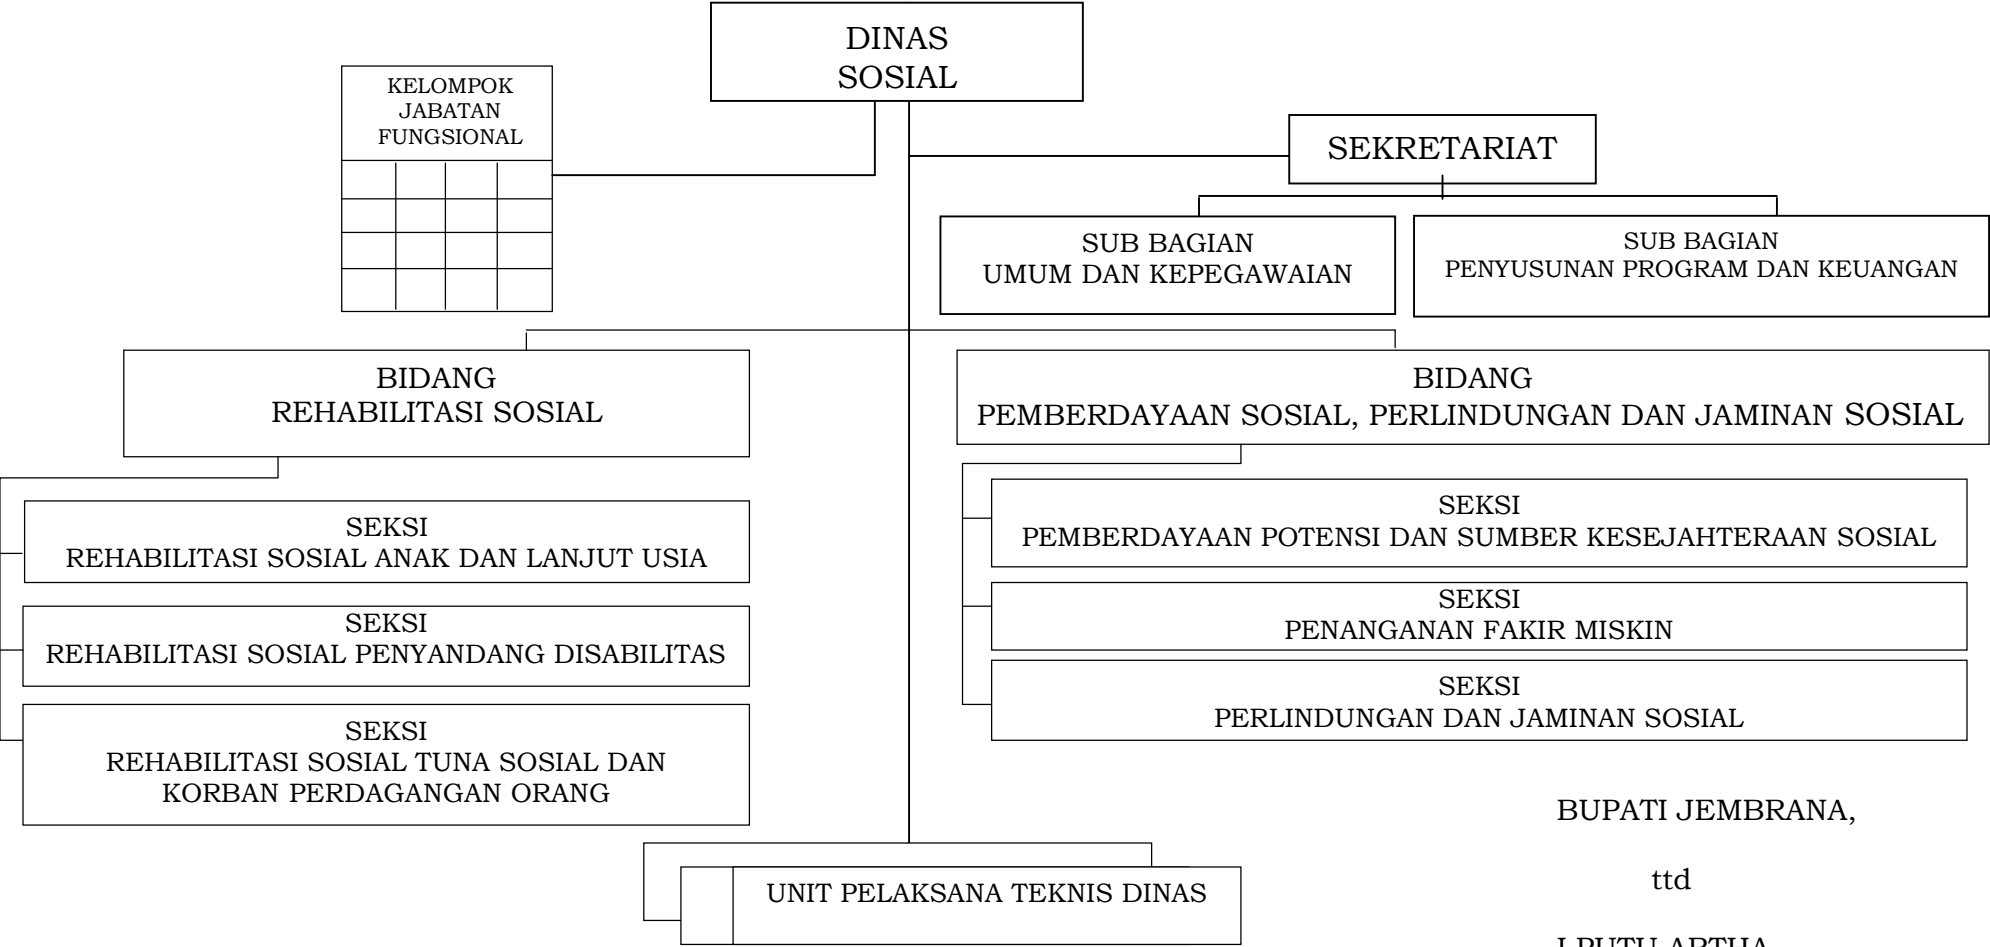 DINAS
SOSIAL
KELOMPOK
JABATAN
FUNGSIONAL
SEKRETARIAT
SUB BAGIAN
UMUM DAN KEPEGAWAIAN
SUB BAGIAN
PENYUSUNAN PROGRAM DAN KEUANGAN
BIDANG
REHABILITASI SOSIAL
BIDANG
PEMBERDAYAAN SOSIAL, PERLINDUNGAN DAN JAMINAN SOSIAL
SEKSI
REHABILITASI SOSIAL ANAK DAN LANJUT USIA
SEKSI
REHABILITASI SOSIAL PENYANDANG DISABILITAS
SEKSI
REHABILITASI SOSIAL TUNA SOSIAL DAN
KORBAN PERDAGANGAN ORANG
SEKSI
PEMBERDAYAAN POTENSI DAN SUMBER KESEJAHTERAAN SOSIAL
SEKSI
PENANGANAN FAKIR MISKIN
SEKSI
PERLINDUNGAN DAN JAMINAN SOSIAL
UNIT PELAKSANA TEKNIS DINAS
BUPATI JEMBRANA,
ttd
I PUTU ARTHA